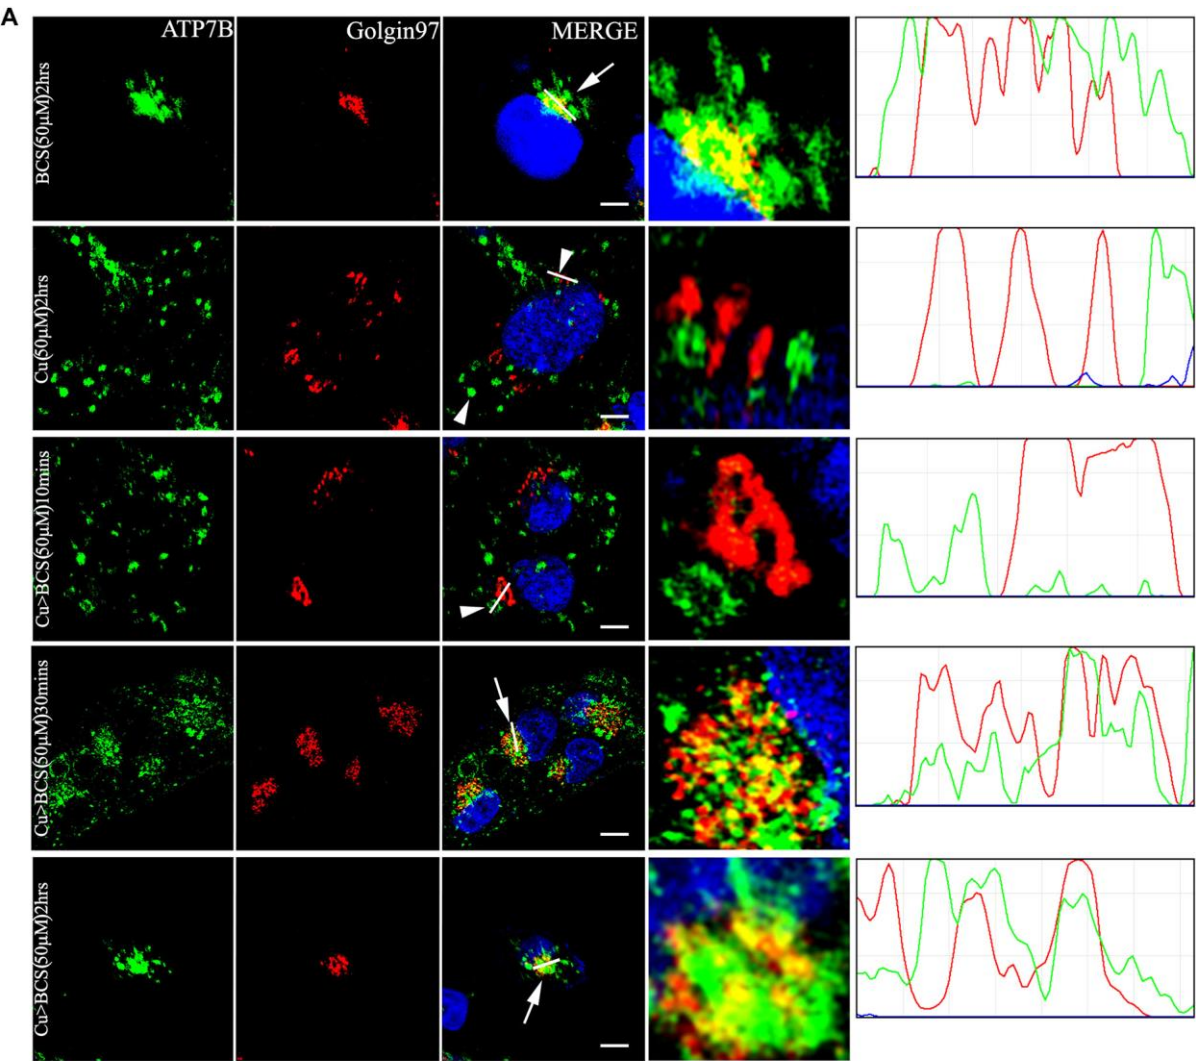 A
ATP7B
Golgin97
MERGE
BCS(50µM)2hrs
Cu(50µM)2hrs
Cu>BCS(50µM)10mins
Cu>BCS(50µM)30mins
Cu>BCS(50µM)2hrs